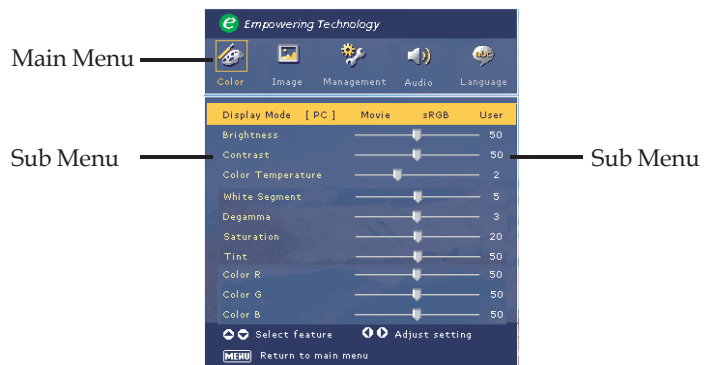 e Empowering Technology
Main Menu
Color Image Management Audio Language
Display Mode [ PC ] Movie sRGB User
Brightness 50
Sub Menu Contrast 50 Sub Menu
Color Temperature 2
White Segment 5
Degamma 3
Saturation 20
Tint 50
Color R 50
Color G 50
Color B 50
Select feature Adjust setting
MENU Return to main menu